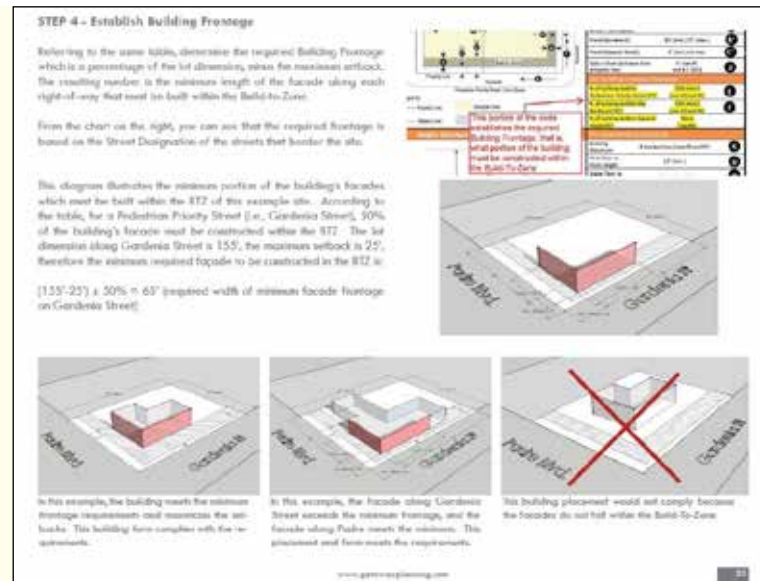 STEP 4 - Establish Building Frontage
Referring to the same table, determine the required Building Frontage
which is a percentage of the lot dimension, minus the maximum setback.
The resulting number is the minimum length of the facade along each
right-of-way that must be built within the Build-to-Zone.
From the chart on the right, you can see that the required frontage is
based on the Street Designation of the streets that border the site.
This portion of the code
establishes the required
Building Frontage, that is,
what portion of the building
must be constructed within
the Build-To-Zone
This diagram illustrates the minimum portion of the building's facades
which must be built within the BTZ of this example site. According to
the table, for a Pedestrian Priority Street (i.e., Gardenia Street), 50%
of the building's facade must be constructed within the BTZ. The lot
dimension along Gardenia Street is 155', the maximum setback is 25',
therefore the minimum required façade to be constructed in the BTZ is:
(155'-25') x 50% = 65' (required width of minimum facade frontage
on Gardenia Street)
Padre Blvd.
Gardenia St
Padre Blvd.
Gardenia St
Padre Blvd.
Gardenia St
Padre Blvd.
Gardenia St
In this example, the building meets the minimum
frontage requirements and maximizes the set-
backs. This building form complies with the re-
quirements.
In this example, the facade along Gardenia
Street exceeds the minimum frontage, and the
facade along Padre meets the minimum. This
placement and form meets the requirements.
This building placement would not comply because
the facades do not fall within the Build-To-Zone
www.gatewayplanning.com